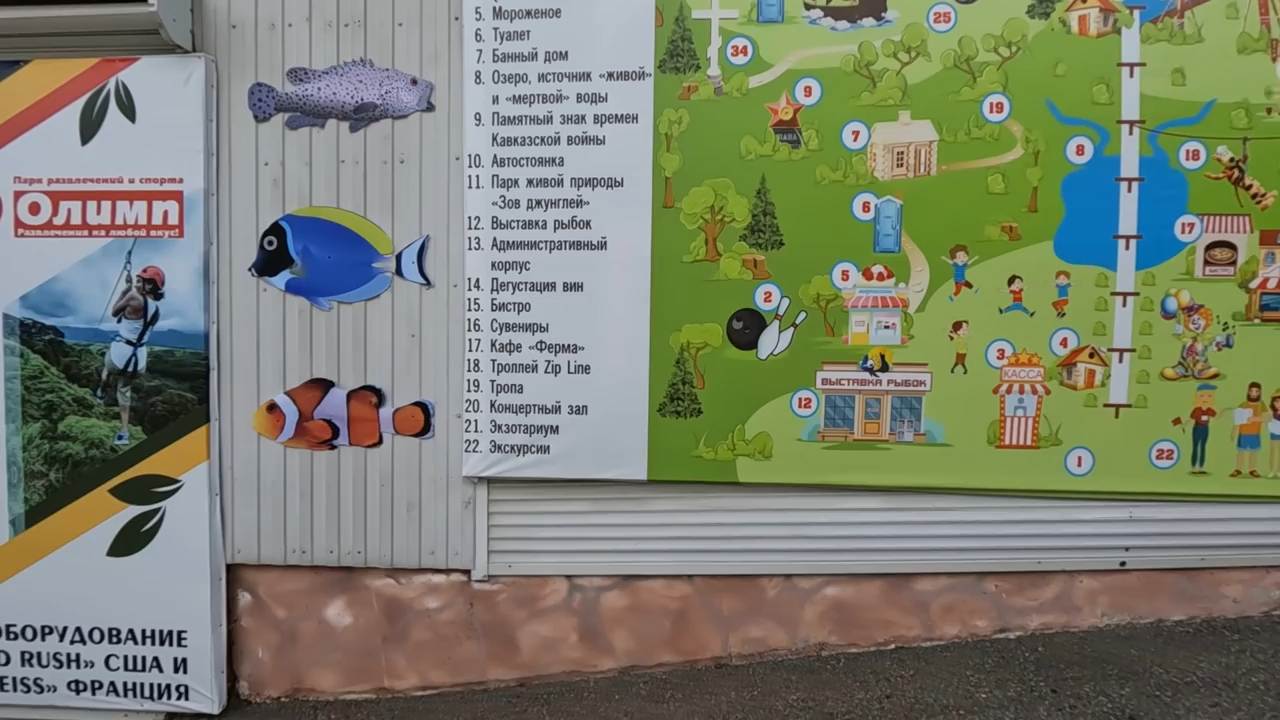 Парк развлечений и спорта
Олимп
Развлечения на любой вкус!
ОБОРУДОВАНИЕ
D RUSH» США И
EISS» ФРАНЦИЯ
5. Мороженое
6. Туалет
7. Банный дом
8. Озеро, источник «живой»
и «мертвой» воды
9. Памятный знак времен
Кавказской войны
10. Автостоянка
11. Парк живой природы
«Зов джунглей»
12. Выставка рыбок
13. Административный
корпус
14. Дегустация вин
15. Бистро
16. Сувениры
17. Кафе «Ферма»
18. Троллей Zip Line
19. Тропа
20. Концертный зал
21. Экзотариум
22. Экскурсии
25
34
9
19
7
8
18
6
17
БИСТРО
5
2
4
3
КАССА
ВЫСТАВКА РЫБОК
12
1
22